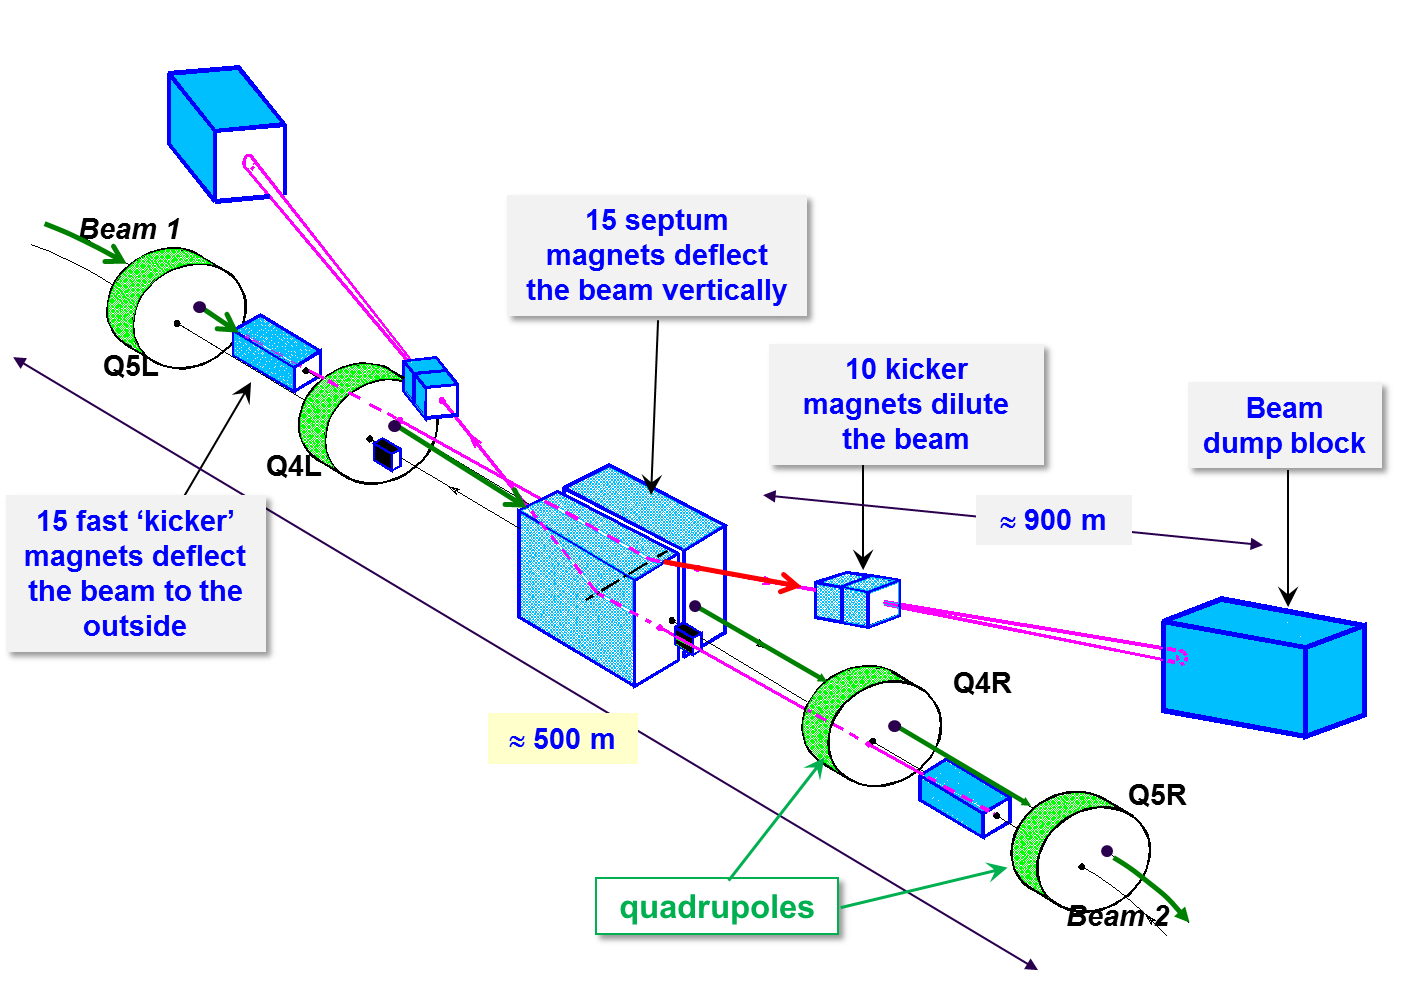 Beam 1
15 septum
magnets deflect
the beam vertically
Q5L
10 kicker
magnets dilute
the beam
Beam
dump block
Q4L
15 fast ‘kicker’
magnets deflect
the beam to the
outside
≈ 900 m
≈ 500 m
Q4R
Q5R
quadrupoles
Beam 2